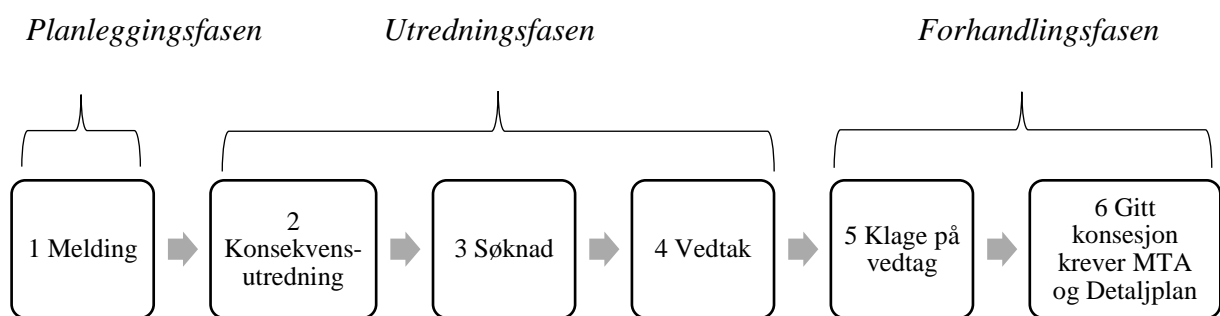 Planleggingsfasen
Utredningsfasen
Forhandlingsfasen
1 Melding
2
Konsekvens-
utredning
3 Søknad
4 Vedtak
5 Klage på
vedtag
6 Gitt
konsesjon
krever MTA
og Detaljplan